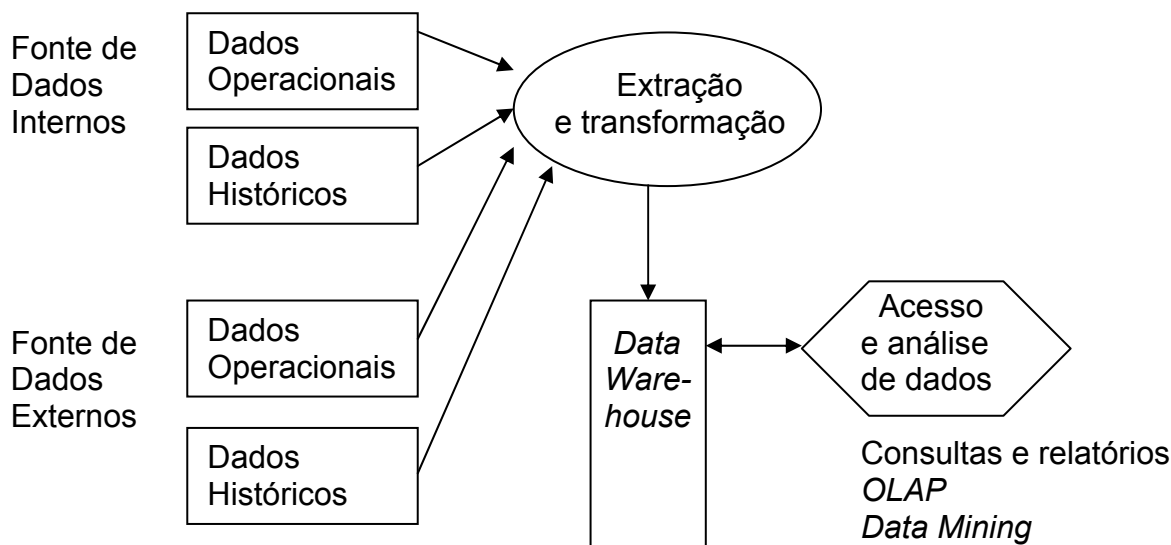 Fonte de
Dados
Internos
Dados
Operacionais
Dados
Históricos
Extração
e transformação
Fonte de
Dados
Externos
Dados
Operacionais
Dados
Históricos
Data
Ware-
house
Acesso
e análise
de dados
Consultas e relatórios
OLAP
Data Mining